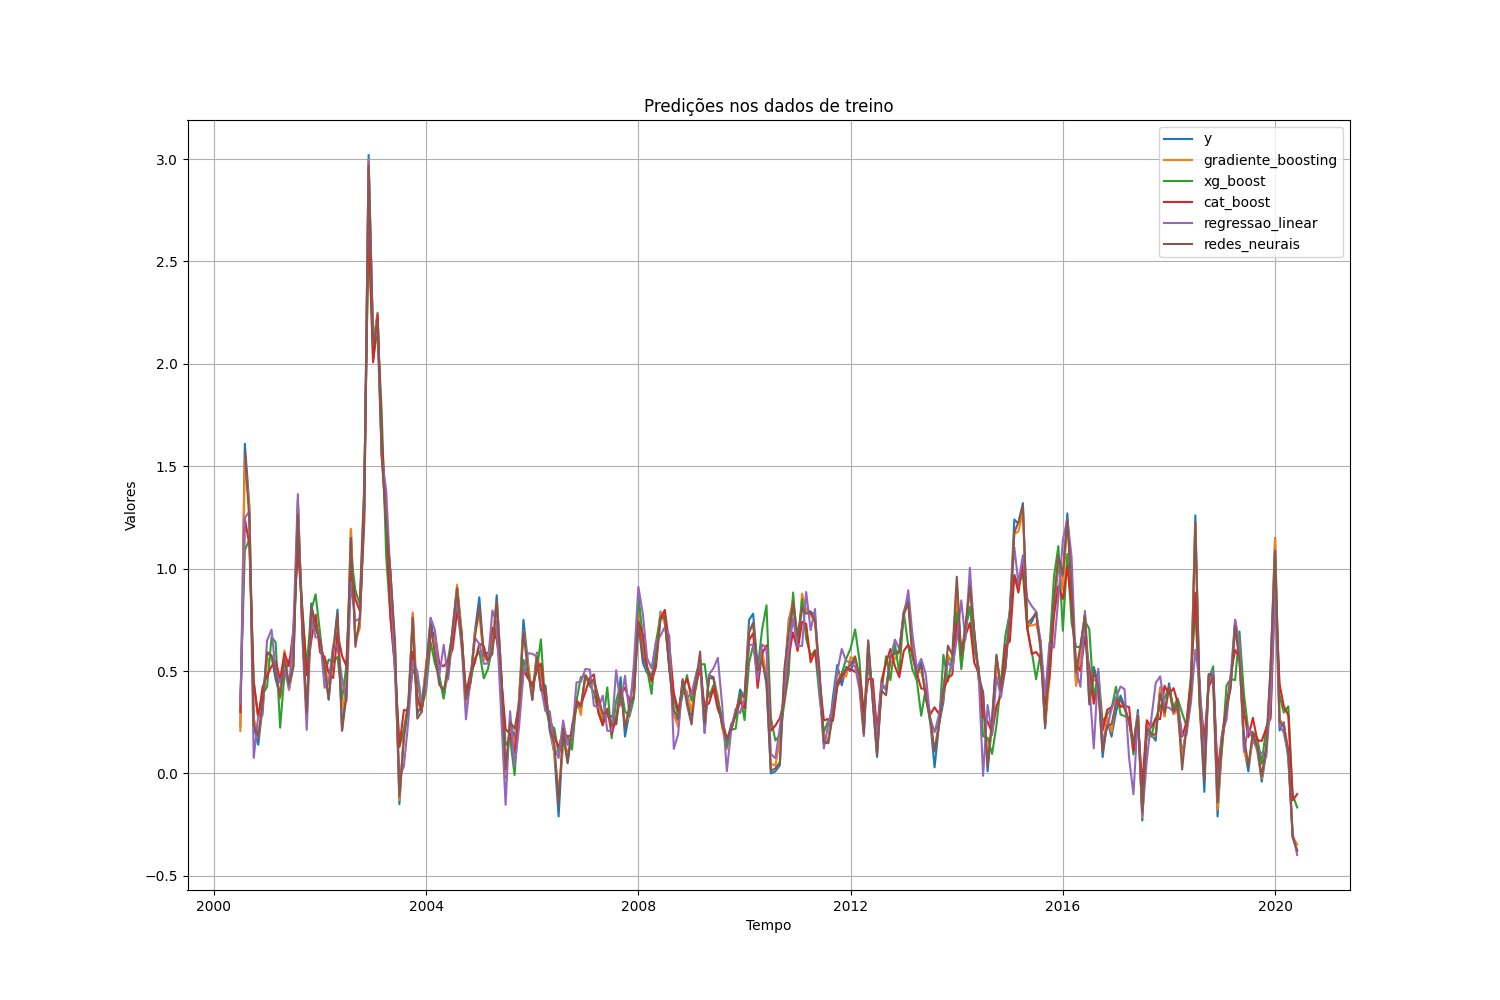 Predições nos dados de treino
y
gradiente_boosting
xg_boost
cat_boost
regressao_linear
redes_neurais
Valores
3.0
2.5
2.0
1.5
1.0
0.5
0.0
−0.5
2000
2004
2008
2012
2016
2020
Tempo